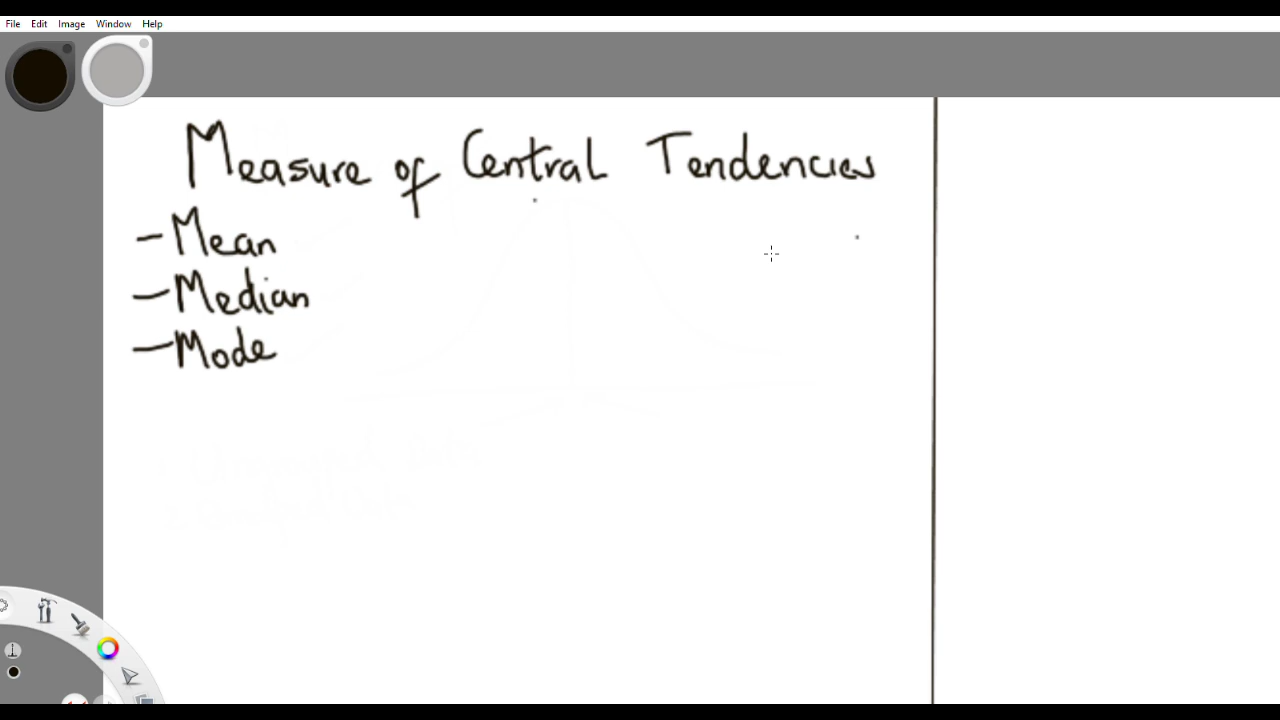 File Edit Image Window Help
Measure of Central Tendencies
- Mean
- Median
- Mode